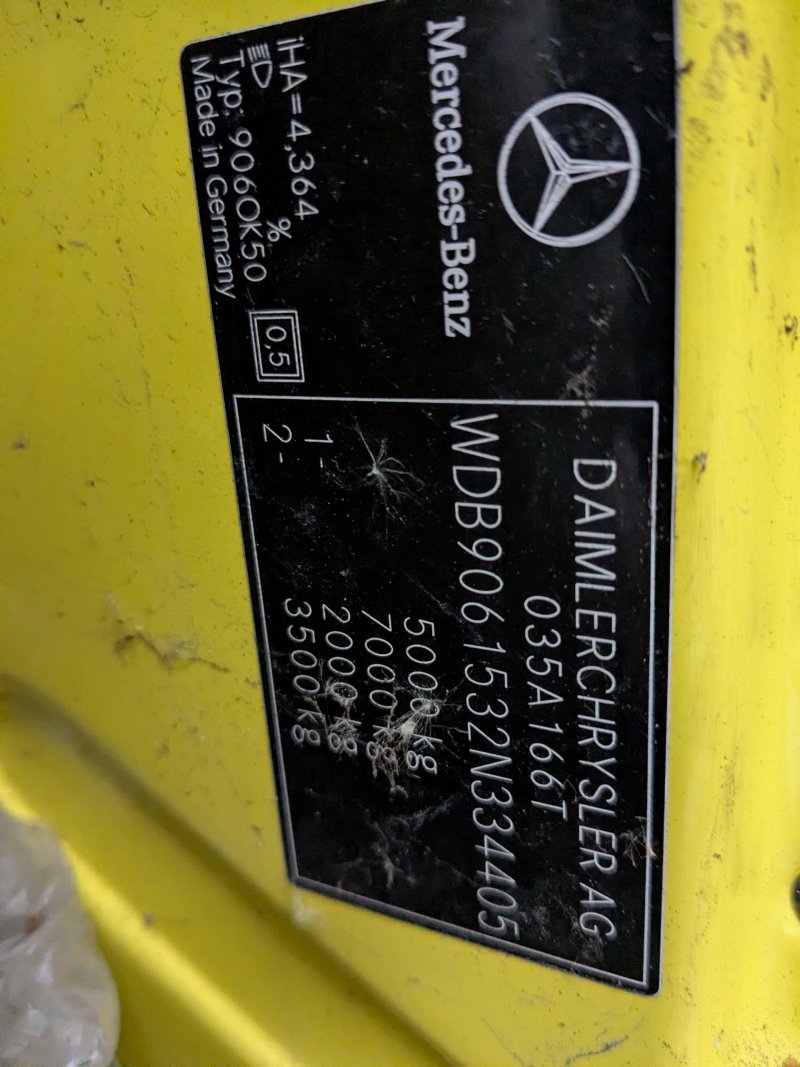 Mercedes-Benz
iHA=4,364
%
Typ: 906OK50
Made in Germany
0,5
DAIMLERCHRYSLER AG
035A166T
WDB9061532N334405
5000 kg
7000 kg
1- 2000 kg
2- 3500 kg